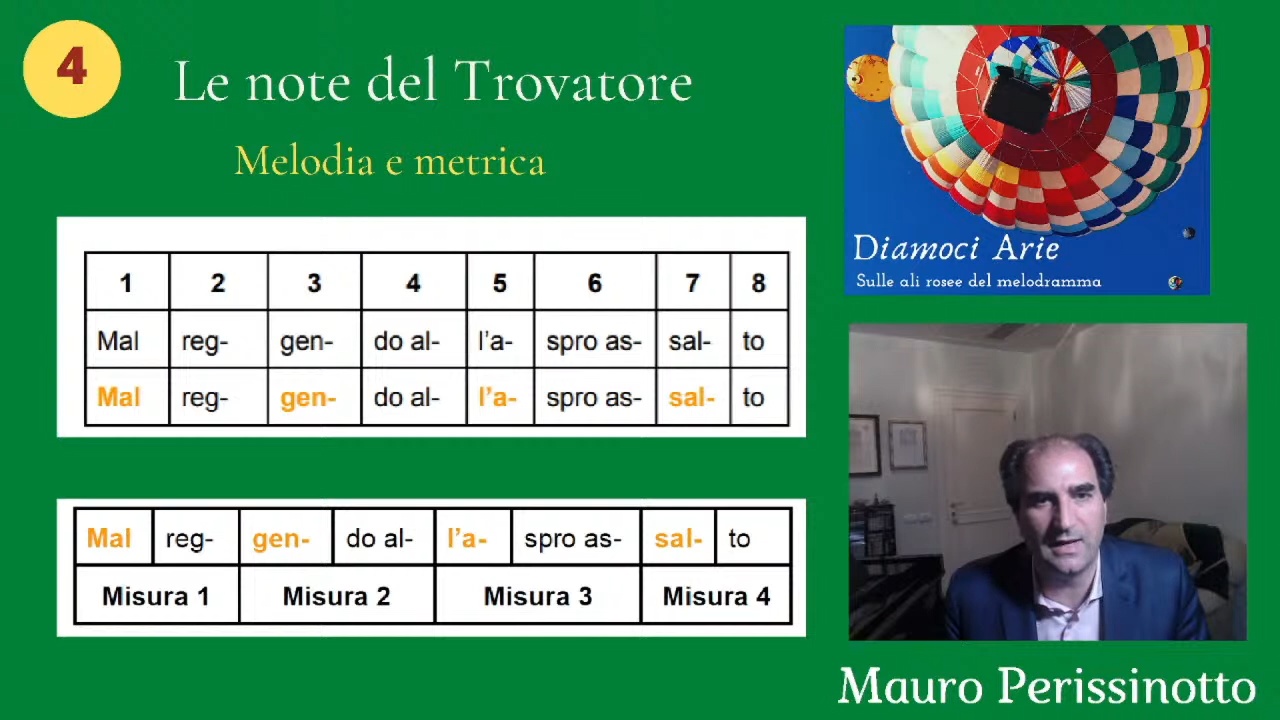 4
Le note del Trovatore
Melodia e metrica
1 2 3 4 5 6 7 8
Mal reg- gen- do al- l'a- spro as- sal- to
Mal reg- gen- do al- l'a- spro as- sal- to
Mal reg- gen- do al- l'a- spro as- sal- to
Misura 1 Misura 2 Misura 3 Misura 4
Diamoci Arie
Sulle ali rosee del melodramma
Mauro Perissinotto